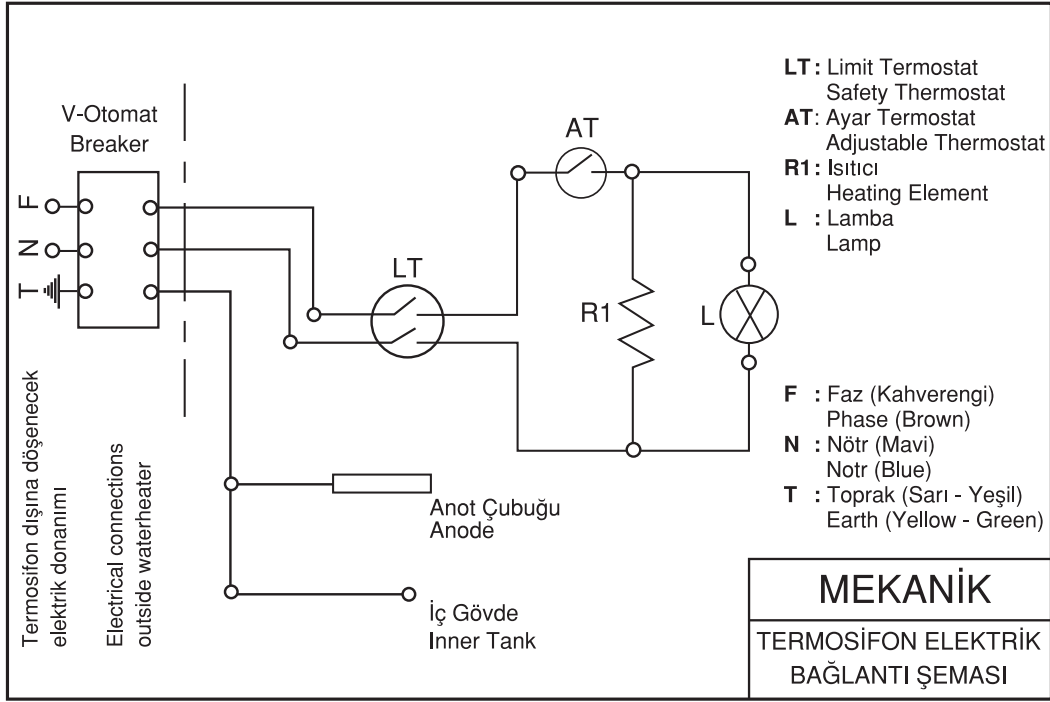 V-Otomat
Breaker
F
N
T
LT
AT
R1
L
LT : Limit Termostat
Safety Thermostat
AT: Ayar Termostat
Adjustable Thermostat
R1: Isıtıcı
Heating Element
L : Lamba
Lamp
F : Faz (Kahverengi)
Phase (Brown)
N : Nötr (Mavi)
Notr (Blue)
T : Toprak (Sarı - Yeşil)
Earth (Yellow - Green)
Termosifon dışına döşenecek
elektrik donanımı
Electrical connections
outside waterheater
Anot Çubuğu
Anode
İç Gövde
Inner Tank
MEKANİK
TERMOSİFON ELEKTRİK
BAĞLANTI ŞEMASI